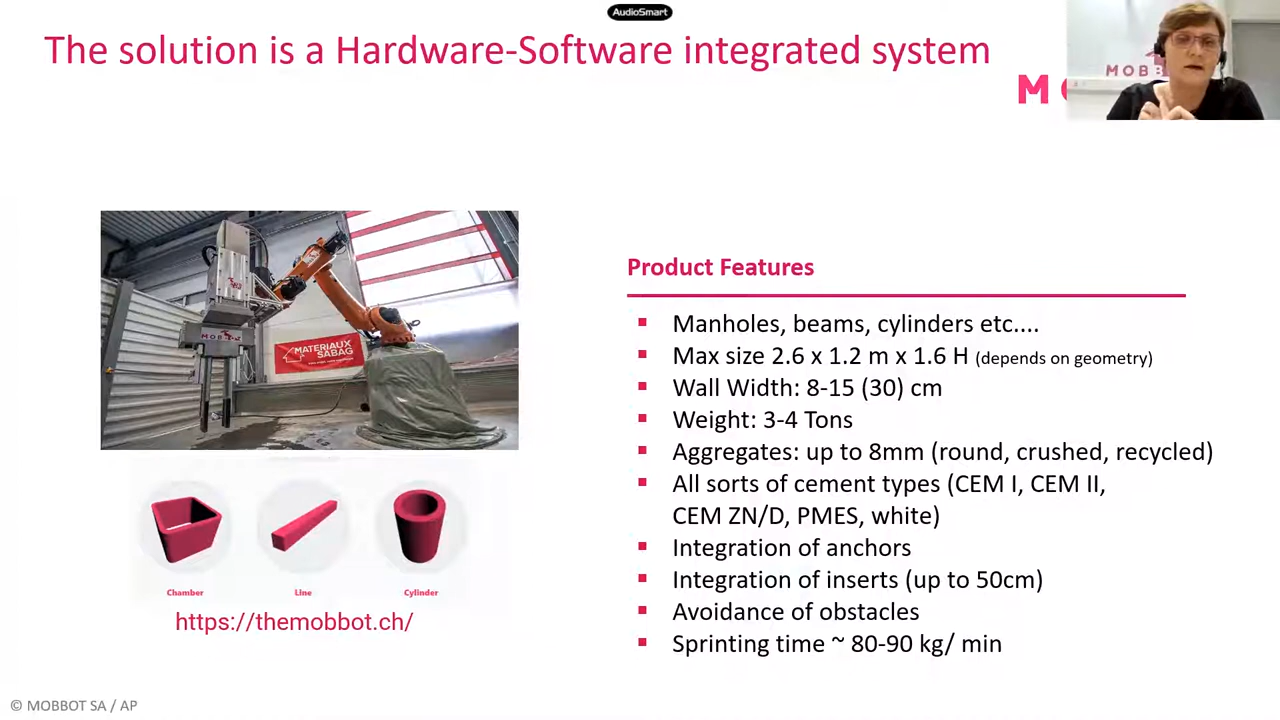 AudioSmart
The solution is a Hardware-Software integrated system
MOBB
M
MOBBOT
MATERIAUX
SABAG
Product Features
Manholes, beams, cylinders etc....
Max size 2.6 x 1.2 m x 1.6 H (depends on geometry)
Wall Width: 8-15 (30) cm
Weight: 3-4 Tons
Aggregates: up to 8mm (round, crushed, recycled)
All sorts of cement types (CEM I, CEM II,
CEM ZN/D, PMES, white)
Integration of anchors
Integration of inserts (up to 50cm)
Avoidance of obstacles
Sprinting time ~ 80-90 kg/ min
Chamber
Line
Cylinder
https://themobbot.ch/
© MOBBOT SA / AP